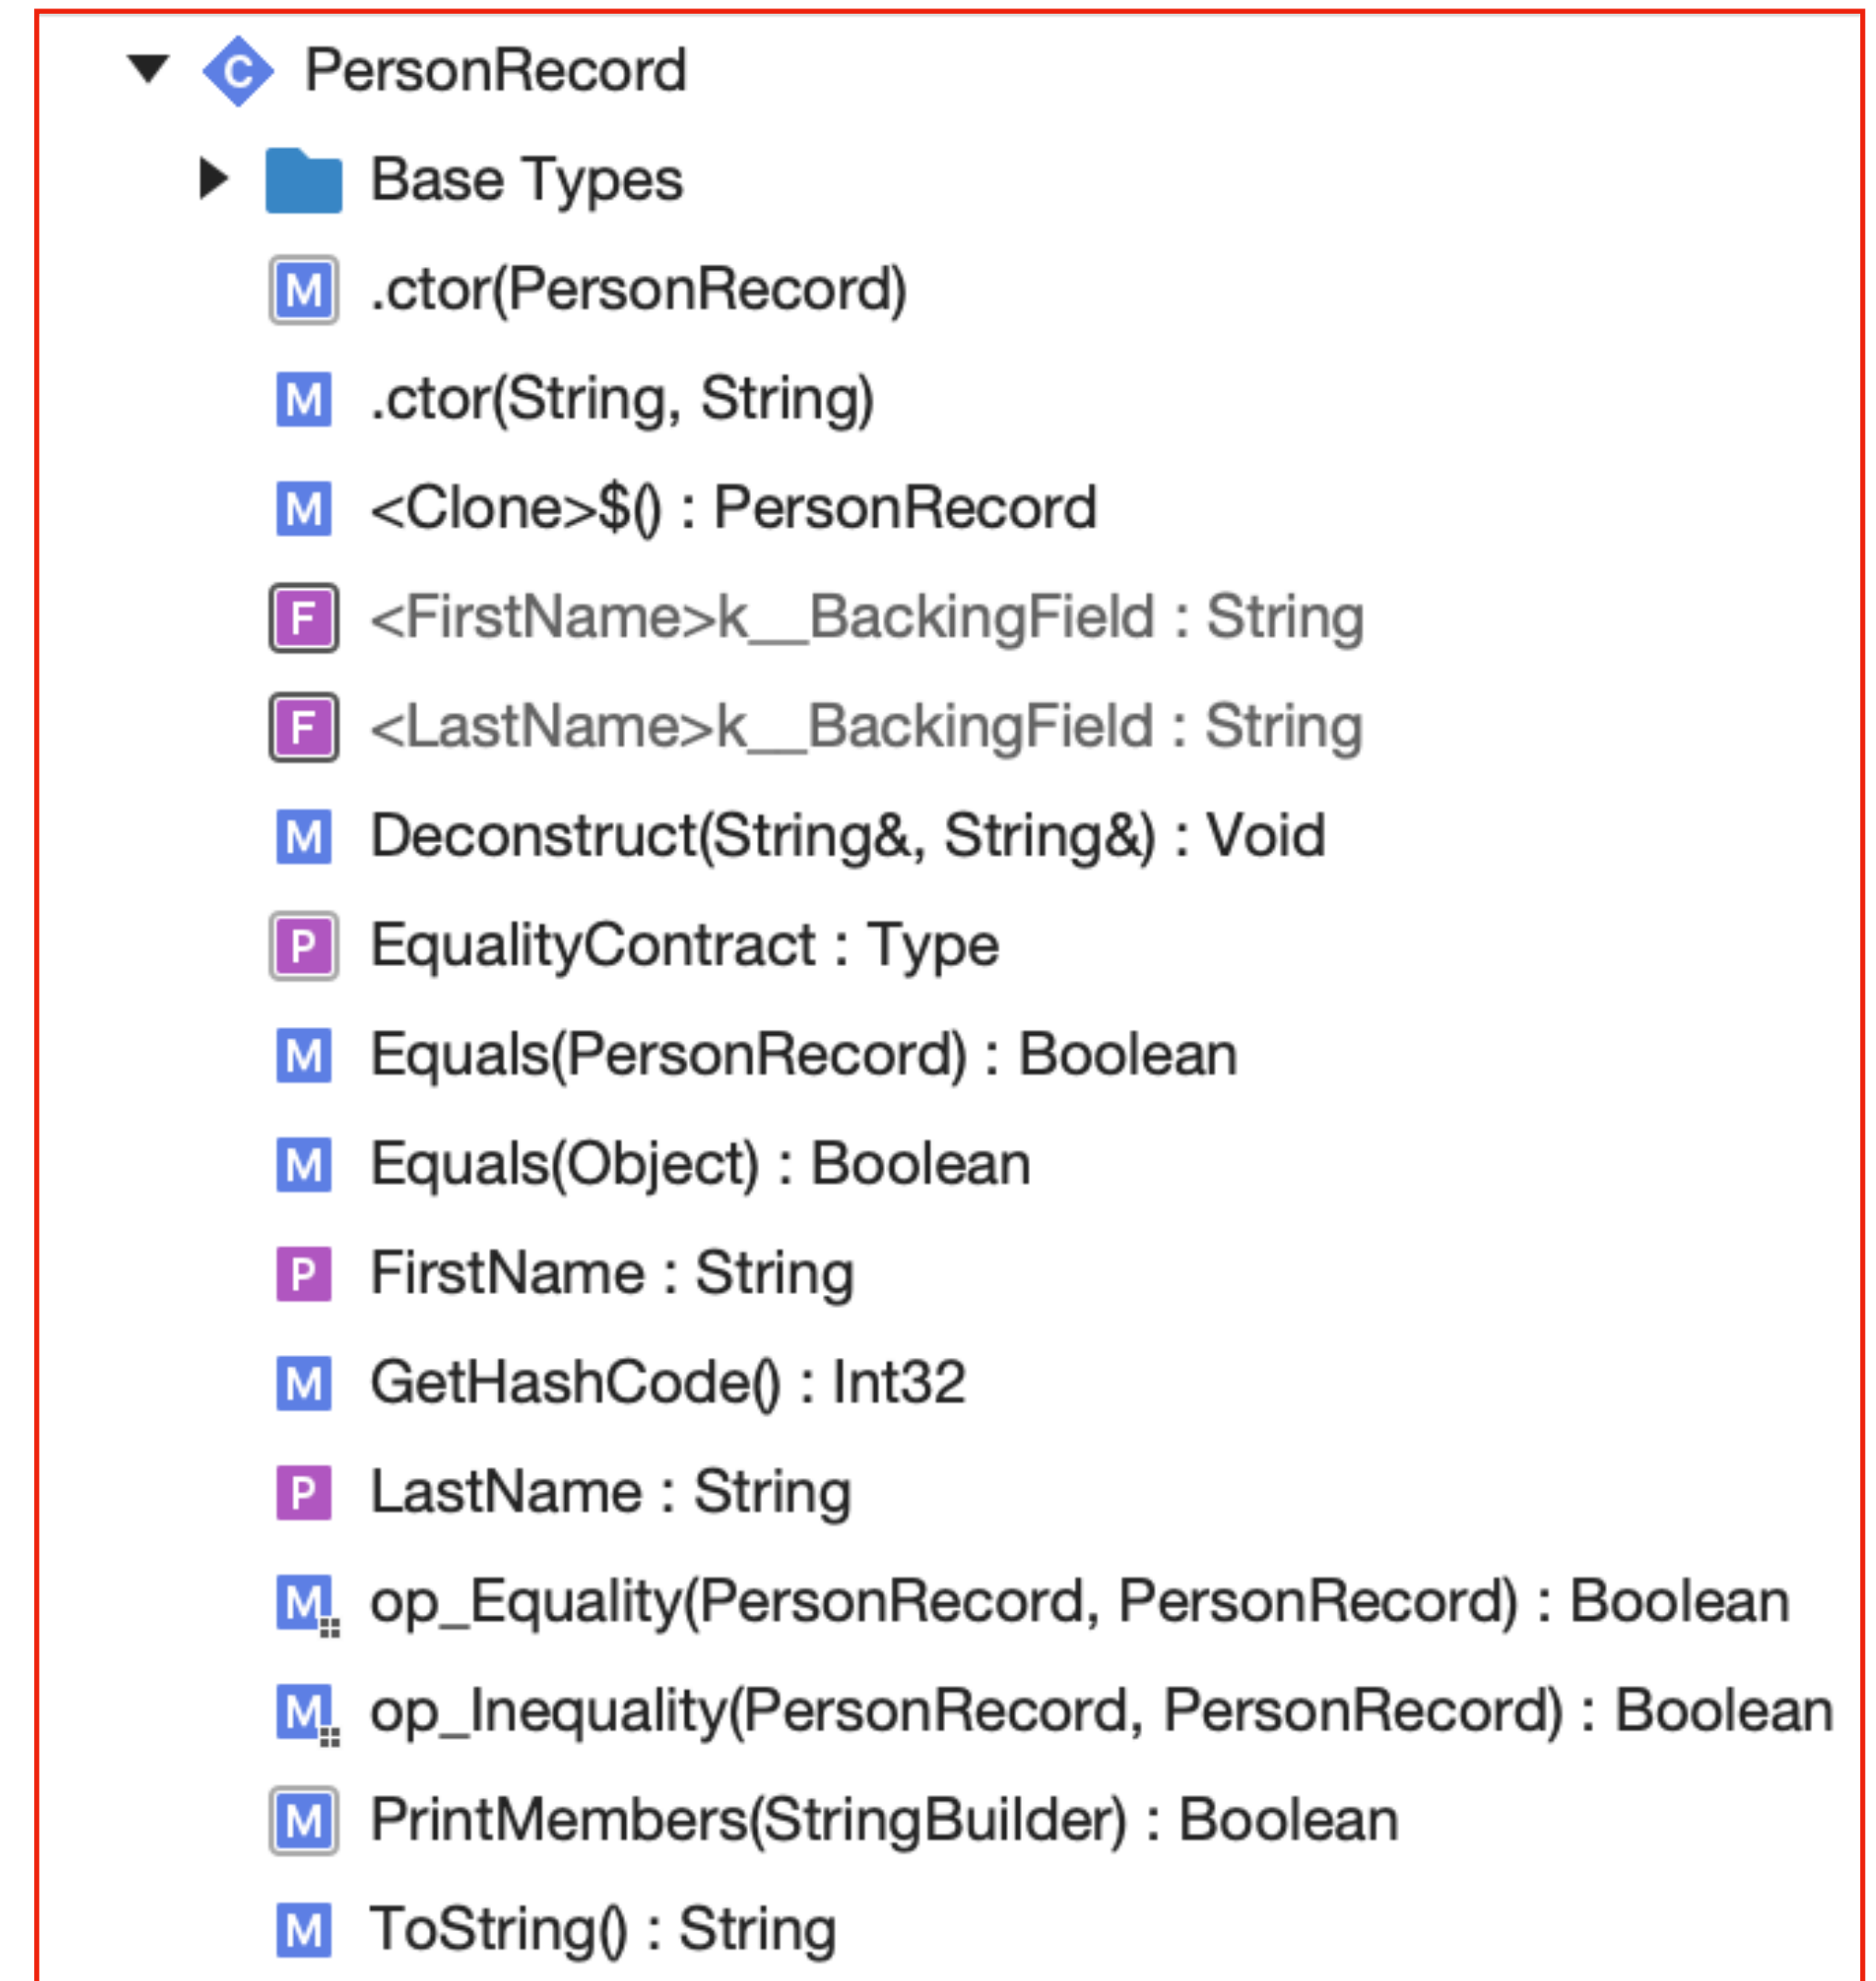 C PersonRecord
Base Types
M .ctor(PersonRecord)
M .ctor(String, String)
M <Clone>$() : PersonRecord
F <FirstName>k__BackingField : String
F <LastName>k__BackingField : String
M Deconstruct(String&, String&) : Void
P EqualityContract : Type
M Equals(PersonRecord) : Boolean
M Equals(Object) : Boolean
P FirstName : String
M GetHashCode() : Int32
P LastName : String
M op_Equality(PersonRecord, PersonRecord) : Boolean
M op_Inequality(PersonRecord, PersonRecord) : Boolean
M PrintMembers(StringBuilder) : Boolean
M ToString() : String